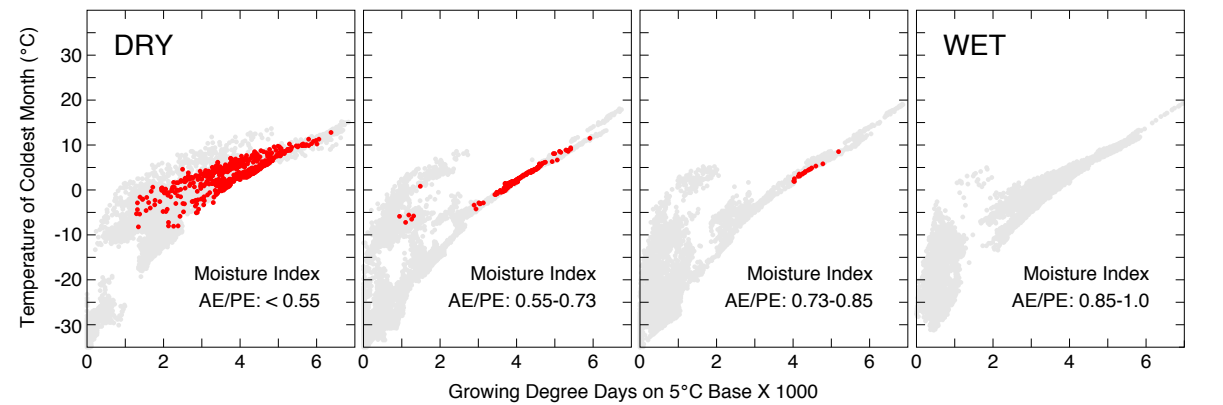 Temperature of Coldest Month (°C)
30
20
10
0
-10
-20
-30
DRY
Moisture Index
AE/PE: < 0.55
0
2
4
6
Moisture Index
AE/PE: 0.55-0.73
0
2
4
6
Moisture Index
AE/PE: 0.73-0.85
0
2
4
6
WET
Moisture Index
AE/PE: 0.85-1.0
0
2
4
6
Growing Degree Days on 5°C Base X 1000